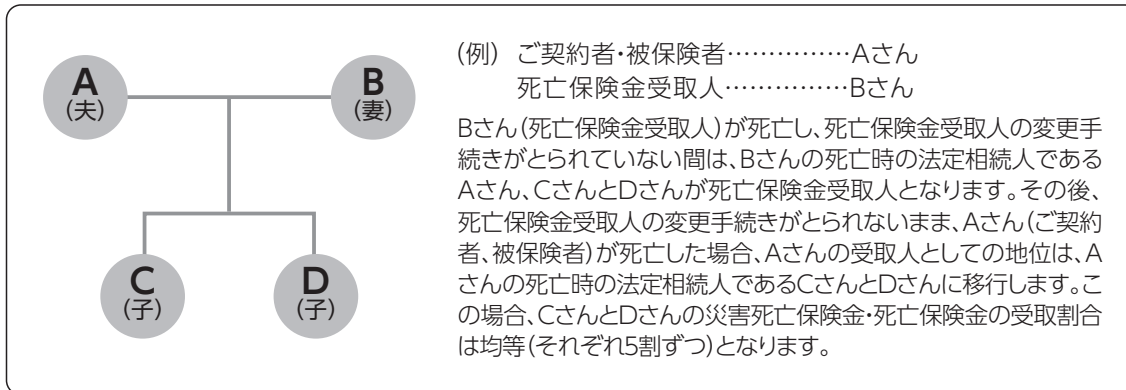 A
(夫)
B
(妻)
C
(子)
D
(子)
(例) ご契約者・被保険者……………Aさん
死亡保険金受取人……………Bさん
Bさん(死亡保険金受取人)が死亡し、死亡保険金受取人の変更手
続きがとられていない間は、Bさんの死亡時の法定相続人である
Aさん、CさんとDさんが死亡保険金受取人となります。その後、
死亡保険金受取人の変更手続きがとられないまま、Aさん(ご契約
者、被保険者)が死亡した場合、Aさんの受取人としての地位は、A
さんの死亡時の法定相続人であるCさんとDさんに移行します。こ
の場合、CさんとDさんの災害死亡保険金・死亡保険金の受取割合
は均等(それぞれ5割ずつ)となります。